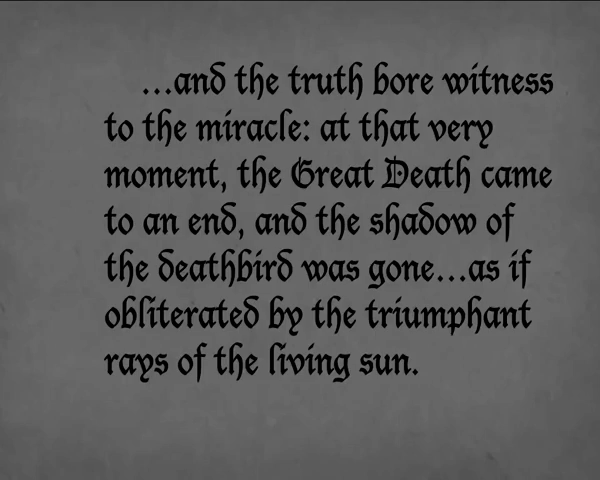 ...and the truth bore witness
to the miracle: at that very
moment, the Great Death came
to an end, and the shadow of
the deathbird was gone...as if
obliterated by the triumphant
rays of the living sun.